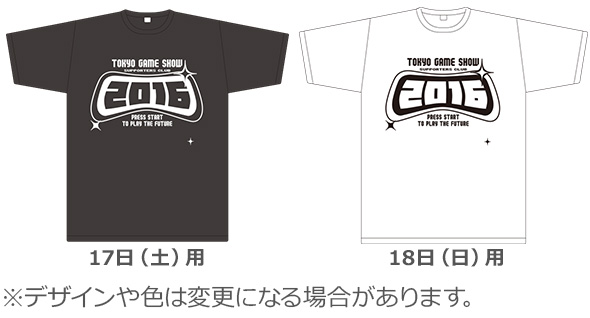 TOKYO GAME SHOW
SUPPORTERS CLUB
2016
PRESS START
TO PLAY THE FUTURE
TOKYO GAME SHOW
SUPPORTERS CLUB
2016
PRESS START
TO PLAY THE FUTURE
17日（土）用
18日（日）用
※デザインや色は変更になる場合があります。